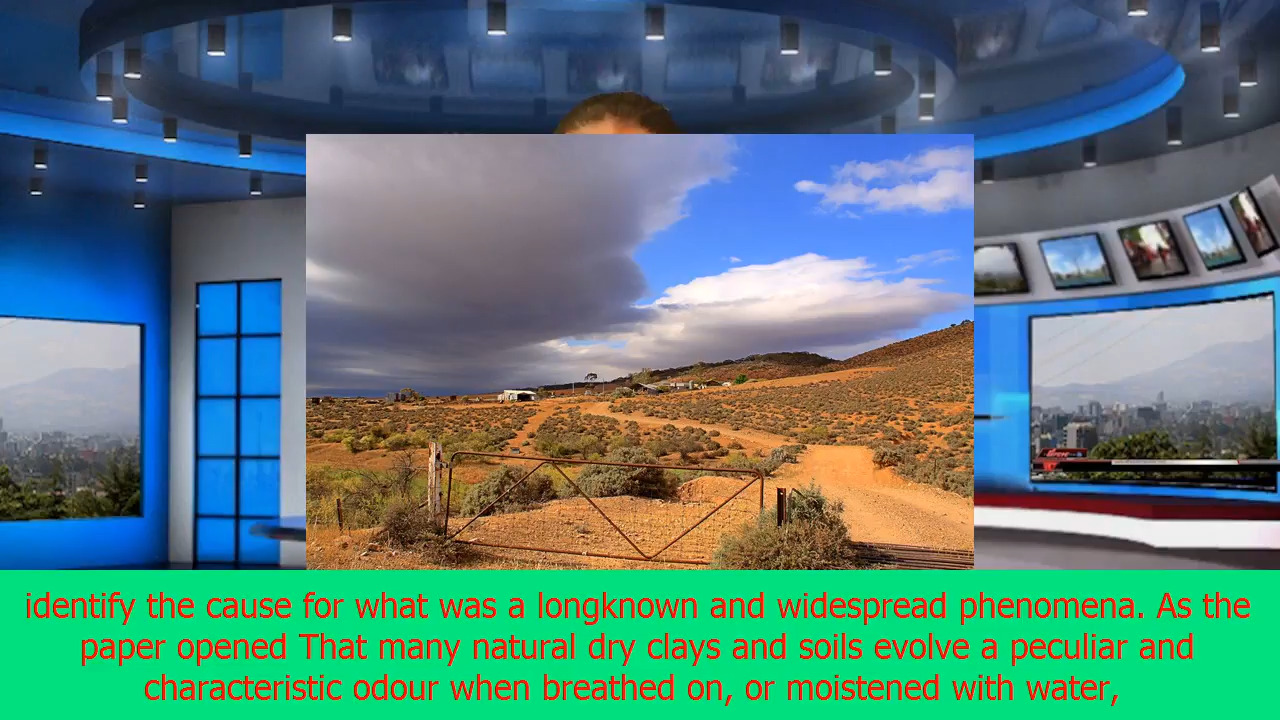 identify the cause for what was a longknown and widespread phenomena. As the
paper opened That many natural dry clays and soils evolve a peculiar and
characteristic odour when breathed on, or moistened with water,